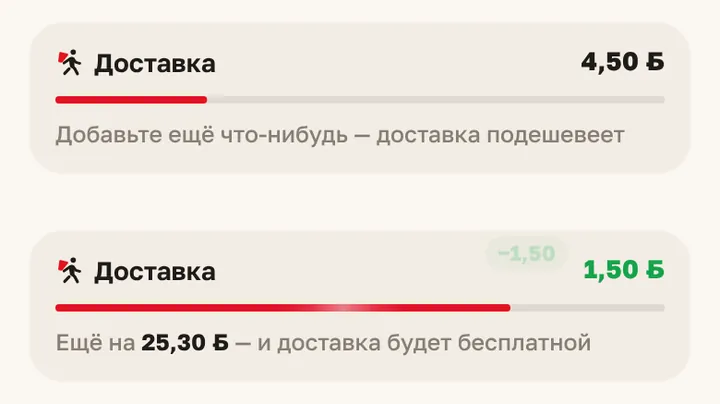 Доставка 4,50 Б
Добавьте ещё что-нибудь — доставка подешевеет
−1,50
Доставка 1,50 Б
Ещё на 25,30 Б — и доставка будет бесплатной